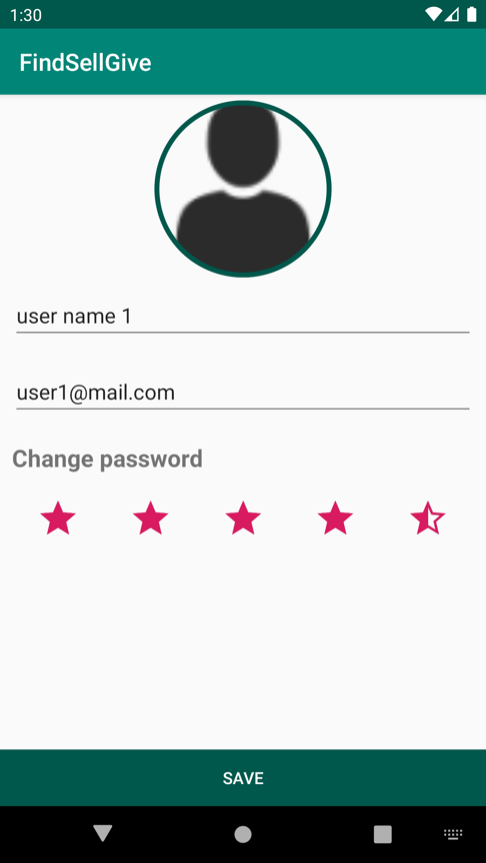 1:30
FindSellGive
user name 1
user1@mail.com
Change password
SAVE